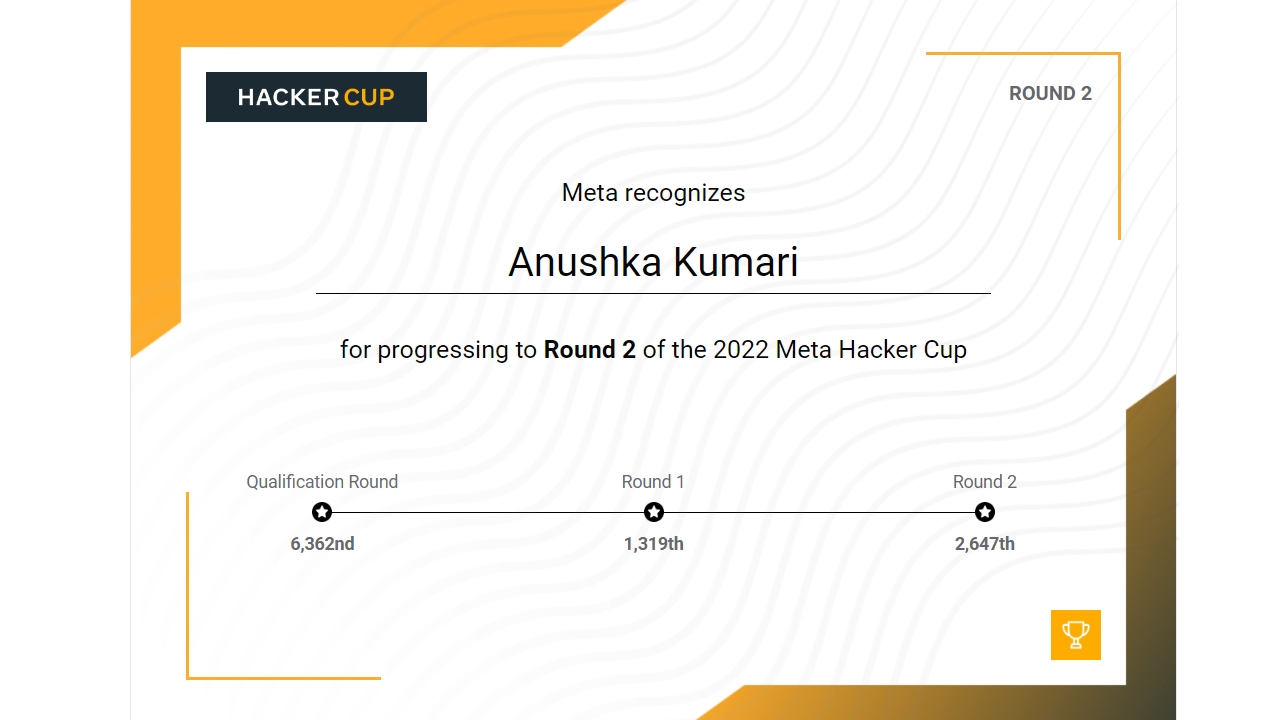 HACKER CUP
ROUND 2
Meta recognizes
Anushka Kumari
for progressing to Round 2 of the 2022 Meta Hacker Cup
Qualification Round Round 1 Round 2
6,362nd 1,319th 2,647th